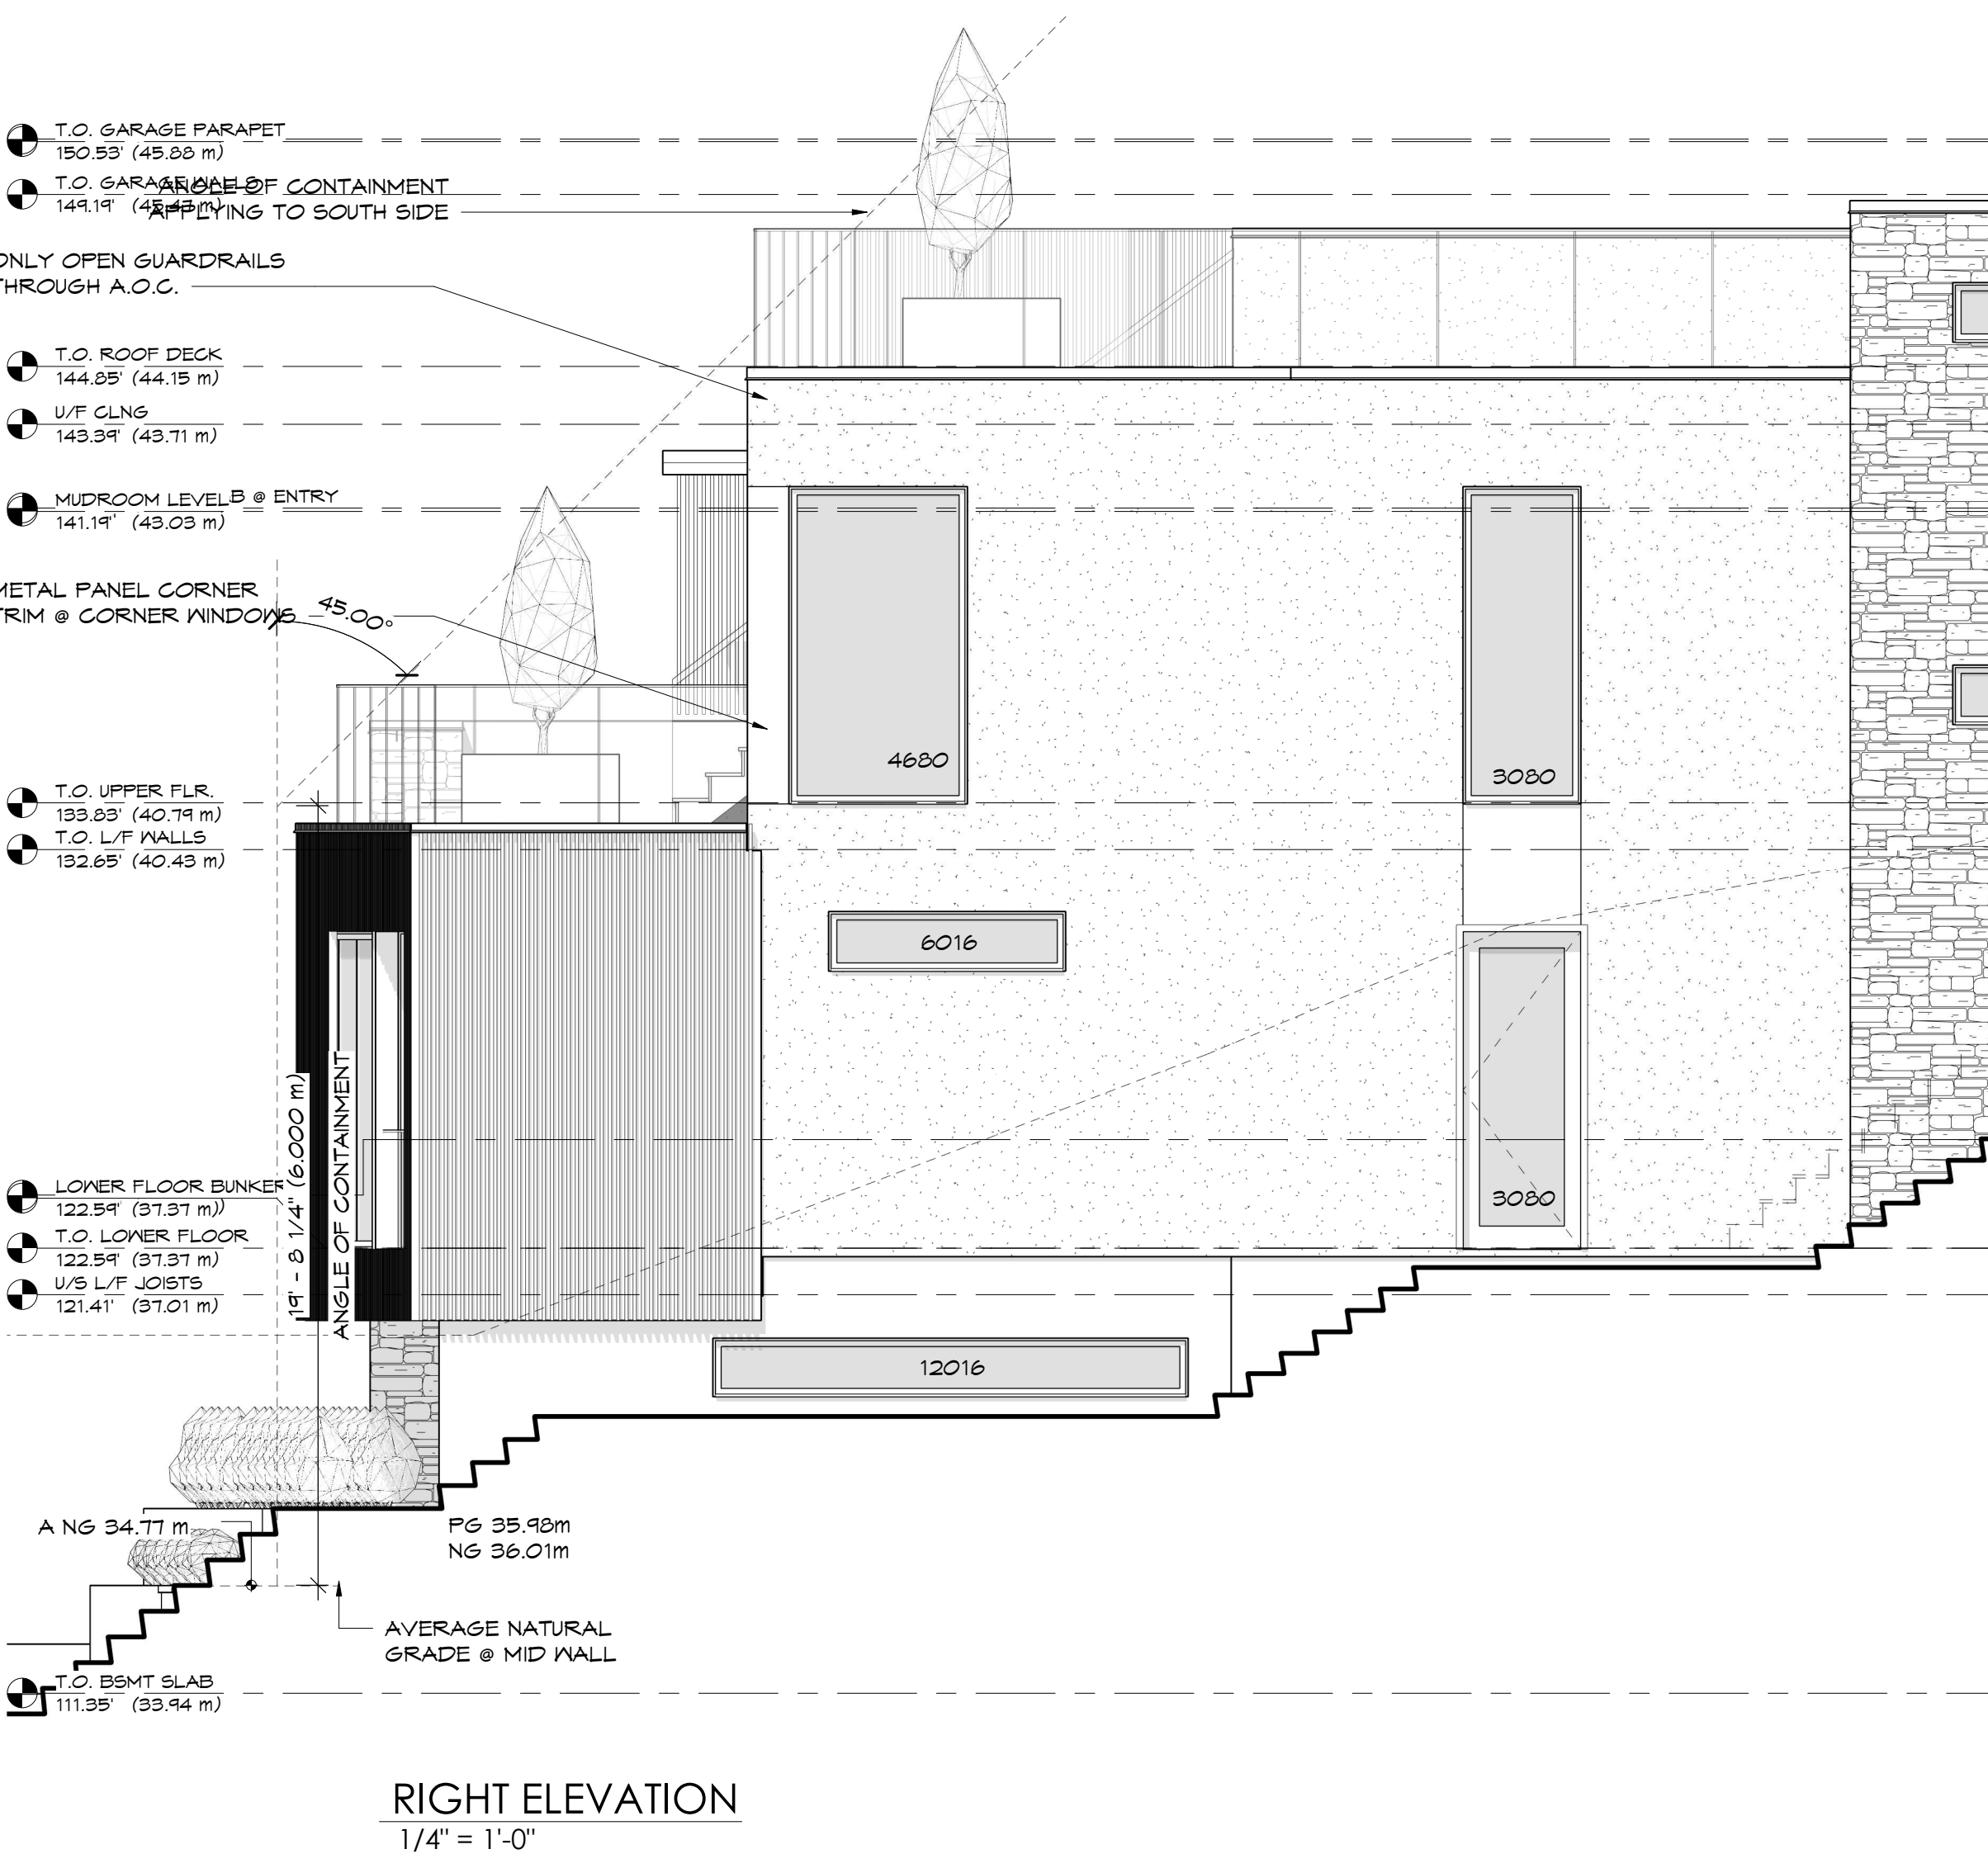 T.O. GARAGE PARAPET
150.53' (45.88 m)
T.O. GARAGE WALLS
149.19' (45.47 m)
ANGLE OF CONTAINMENT
APPLYING TO SOUTH SIDE
ONLY OPEN GUARDRAILS
THROUGH A.O.C.
T.O. ROOF DECK
144.85' (44.15 m)
U/F CLNG
143.39' (43.71 m)
MUDROOM LEVEL B @ ENTRY
141.19' (43.03 m)
METAL PANEL CORNER
TRIM @ CORNER WINDOWS
45.00°
4680
3080
T.O. UPPER FLR.
133.83' (40.79 m)
T.O. L/F WALLS
132.65' (40.43 m)
6016
19' - 8 1/4" (6.000 m)
ANGLE OF CONTAINMENT
3080
LOWER FLOOR BUNKER
122.59' (37.37 m)
T.O. LOWER FLOOR
122.59' (37.37 m)
U/S L/F JOISTS
121.41' (37.01 m)
12016
A NG 34.77 m
PG 35.98m
NG 36.01m
AVERAGE NATURAL
GRADE @ MID WALL
T.O. BSMT SLAB
111.35' (33.94 m)
RIGHT ELEVATION
1/4" = 1'-0"